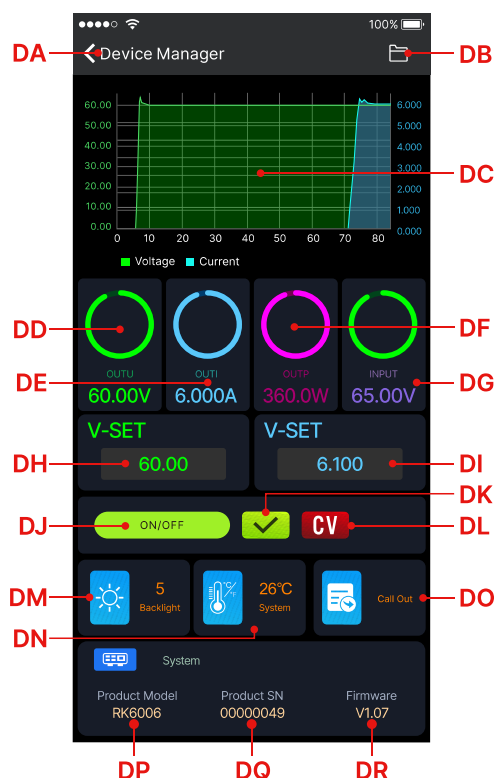 100%
DA Device Manager DB
60.00 6.000
50.00 5.000
40.00 4.000
30.00 3.000
DC
20.00 2.000
10.00 1.000
0.00 0.000
0 10 20 30 40 50 60 70 80
Voltage Current
DD DF
DE OUTU OUTI OUTP INPUT DG
60.00V 6.000A 360.0W 65.00V
V-SET V-SET
DH 60.00 6.100 DI
DK
DJ ON/OFF CV DL
DM 5 26°C °C/°F DO
Backlight System Call Out
DN
System
Product Model Product SN Firmware
RK6006 00000049 V1.07
DP DQ DR